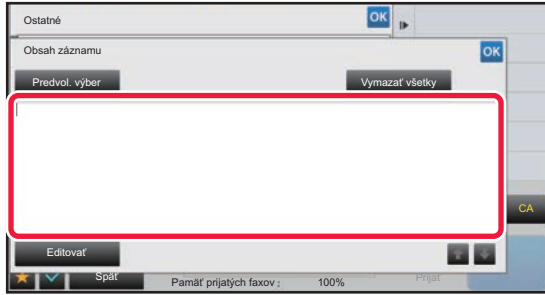 Ostatné OK
Obsah záznamu OK
Predvol. výber Vymazať všetky
CA
Editovať
Späť Pamäť prijatých faxov : 100% Prijať